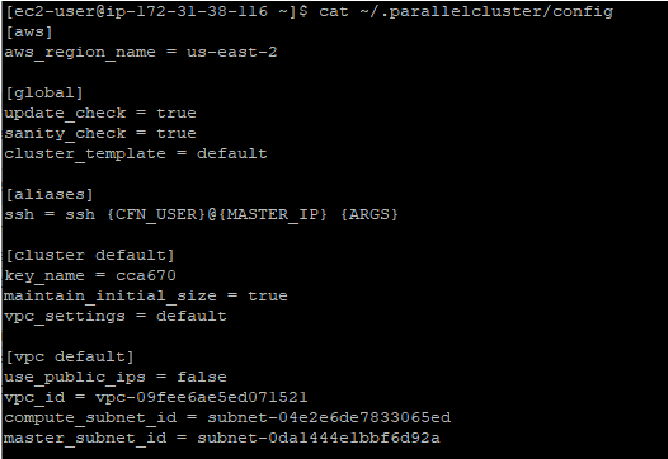 [ec2-user@ip-172-31-38-116 ~]$ cat ~/.parallelcluster/config
[aws]
aws_region_name = us-east-2
[global]
update_check = true
sanity_check = true
cluster_template = default
[aliases]
ssh = ssh {CFN_USER}@{MASTER_IP} {ARGS}
[cluster default]
key_name = cca670
maintain_initial_size = true
vpc_settings = default
[vpc default]
use_public_ips = false
vpc_id = vpc-09fee6ae5ed071521
compute_subnet_id = subnet-04e2e6de7833065ed
master_subnet_id = subnet-0da1444e1bbf6d92a